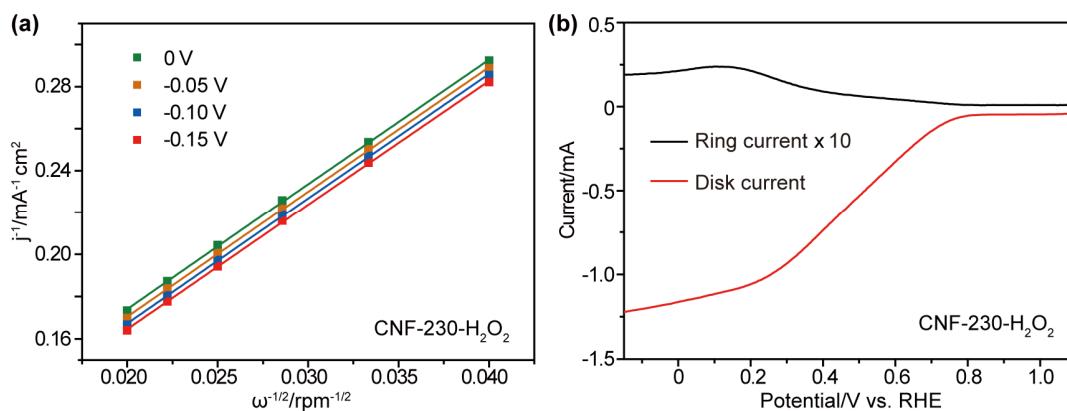 (a)
0 V
-0.05 V
-0.10 V
-0.15 V
0.28
0.24
0.20
0.16
j⁻¹/mA⁻¹ cm²
CNF-230-H₂O₂
0.020 0.025 0.030 0.035 0.040
ω⁻¹/²/rpm⁻¹/²
(b)
0.5
0
-0.5
-1.0
-1.5
Current/mA
Ring current x 10
Disk current
CNF-230-H₂O₂
0 0.2 0.4 0.6 0.8 1.0
Potential/V vs. RHE